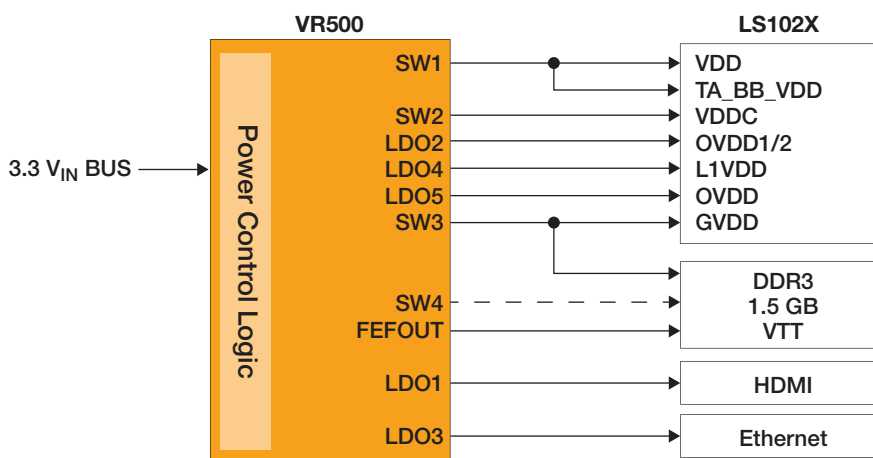 VR500
LS102X
3.3 VIN BUS
Power Control Logic
SW1
SW2
LDO2
LDO4
LDO5
SW3
SW4
FEFOUT
LDO1
LDO3
VDD
TA_BB_VDD
VDDC
OVDD1/2
L1VDD
OVDD
GVDD
DDR3
1.5 GB
VTT
HDMI
Ethernet